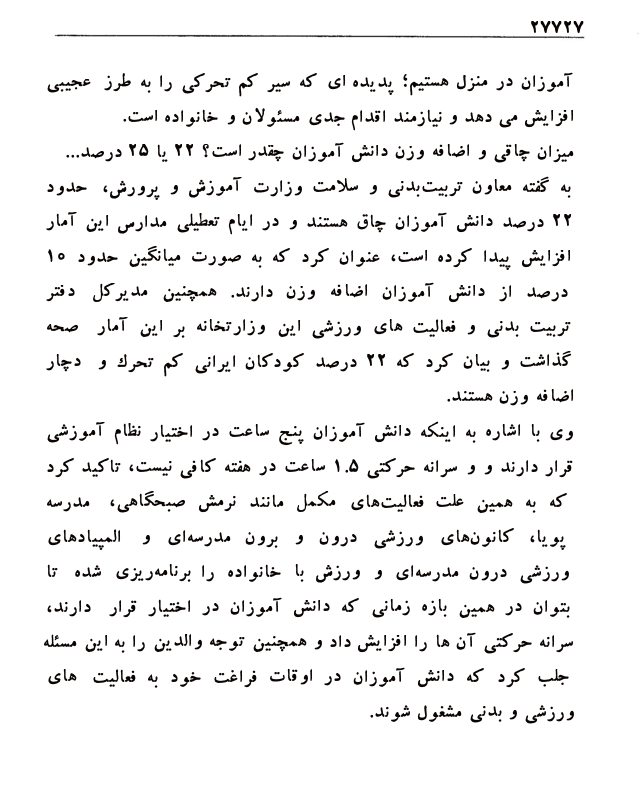 ۲۷۷۲۷
آموزان در منزل هستیم؛ پدیده ای که سیر کم تحرکی را به طرز عجیبی
افزایش می دهد و نیازمند اقدام جدی مسئولان و خانواده است.
میزان چاقی و اضافه وزن دانش آموزان چقدر است؟ ۲۲ یا ۲۵ درصد...
به گفته معاون تربیت‌بدنی و سلامت وزارت آموزش و پرورش، حدود
۲۲ درصد دانش آموزان چاق هستند و در ایام تعطیلی مدارس این آمار
افزایش پیدا کرده است، عنوان کرد که به صورت میانگین حدود ۱۰
درصد از دانش آموزان اضافه وزن دارند. همچنین مدیرکل دفتر
تربیت بدنی و فعالیت های ورزشی این وزارتخانه بر این آمار صحه
گذاشت و بیان کرد که ۲۲ درصد کودکان ایرانی کم تحرك و دچار
اضافه وزن هستند.
وی با اشاره به اینکه دانش آموزان پنج ساعت در اختیار نظام آموزشی
قرار دارند و و سرانه حرکتی ۱.۵ ساعت در هفته کافی نیست، تاکید کرد
که به همین علت فعالیت‌های مکمل مانند نرمش صبحگاهی، مدرسه
پویا، کانون‌های ورزشی درون و برون مدرسه‌ای و المپیادهای
ورزشی درون مدرسه‌ای و ورزش با خانواده را برنامه‌ریزی شده تا
بتوان در همین بازه زمانی که دانش آموزان در اختیار قرار دارند،
سرانه حرکتی آن ها را افزایش داد و همچنین توجه والدین را به این مسئله
جلب کرد که دانش آموزان در اوقات فراغت خود به فعالیت های
ورزشی و بدنی مشغول شوند.